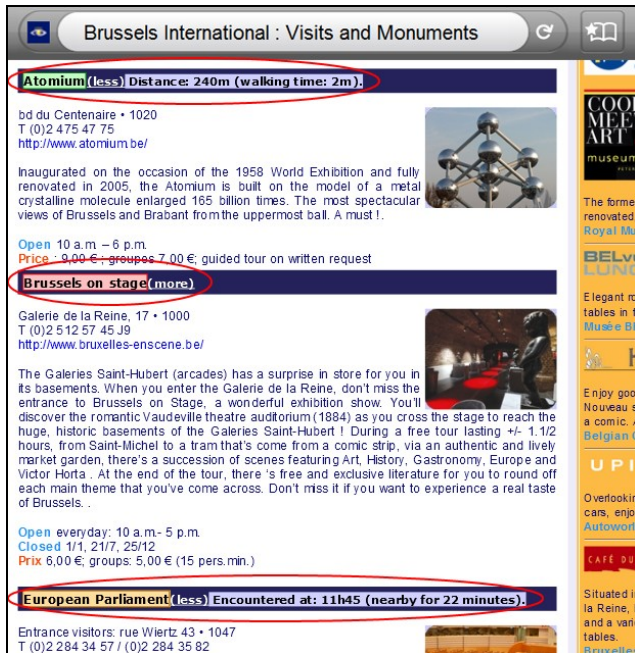 Brussels International : Visits and Monuments
Atomium(less) Distance: 240m (walking time: 2m).
bd du Centenaire • 1020
T (0)2 475 47 75
http://www.atomium.be/
Inaugurated on the occasion of the 1958 World Exhibition and fully
renovated in 2005, the Atomium is built on the model of a metal
crystalline molecule enlarged 165 billion times. The most spectacular
views of Brussels and Brabant from the uppermost ball. A must !.
Open 10 a.m. – 6 p.m.
Price : 9,00 €; groupes 7,00 €; guided tour on written request
Brussels on stage(more)
Galerie de la Reine, 17 • 1000
T (0)2 512 57 45 J9
http://www.bruxelles-enscene.be/
The Galeries Saint-Hubert (arcades) has a surprise in store for you in
its basements. When you enter the Galerie de la Reine, don't miss the
entrance to Brussels on Stage, a wonderful exhibition show. You'll
discover the romantic Vaudeville theatre auditorium (1884) as you cross the stage to reach the
huge, historic basements of the Galeries Saint-Hubert ! During a free tour lasting +/- 1.1/2
hours, from Saint-Michel to a tram that's come from a comic strip, via an authentic and lively
market garden, there's a succession of scenes featuring Art, History, Gastronomy, Europe and
Victor Horta . At the end of the tour, there 's free and exclusive literature for you to round off
each main theme that you've come across. Don't miss it if you want to experience a real taste
of Brussels. .
Open everyday: 10 a.m.- 5 p.m.
Closed 1/1, 21/7, 25/12
Prix 6,00 €; groups: 5,00 € (15 pers.min.)
European Parliament(less) Encountered at: 11h45 (nearby for 22 minutes).
Entrance visitors: rue Wiertz 43 • 1047
T (0)2 284 34 57 / (0)2 284 35 82
COO
MEE
ART
museum
The forme
renovated
Royal Mu
BELv
LUNC
Elegant ro
tables in t
Musée B
H
Enjoy goo
Nouveau s
a comic. A
Belgian
U P I
Overlookin
cars, enjo
Autoworl
CAFÉ DU
Situated i
la Reine,
and a vari
tables.
Bruxelle